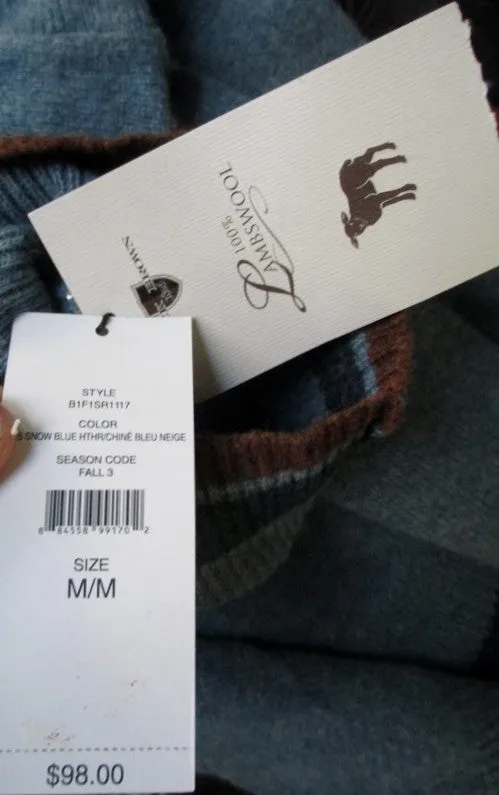 100%
LAMBSWOOL
BROWN
STYLE
B1F1SR1117
COLOR
SNOW BLUE HTHR/CHINÉ BLEU NEIGE
SEASON CODE
FALL 3
8 84558 99170 2
SIZE
M/M
$98.00